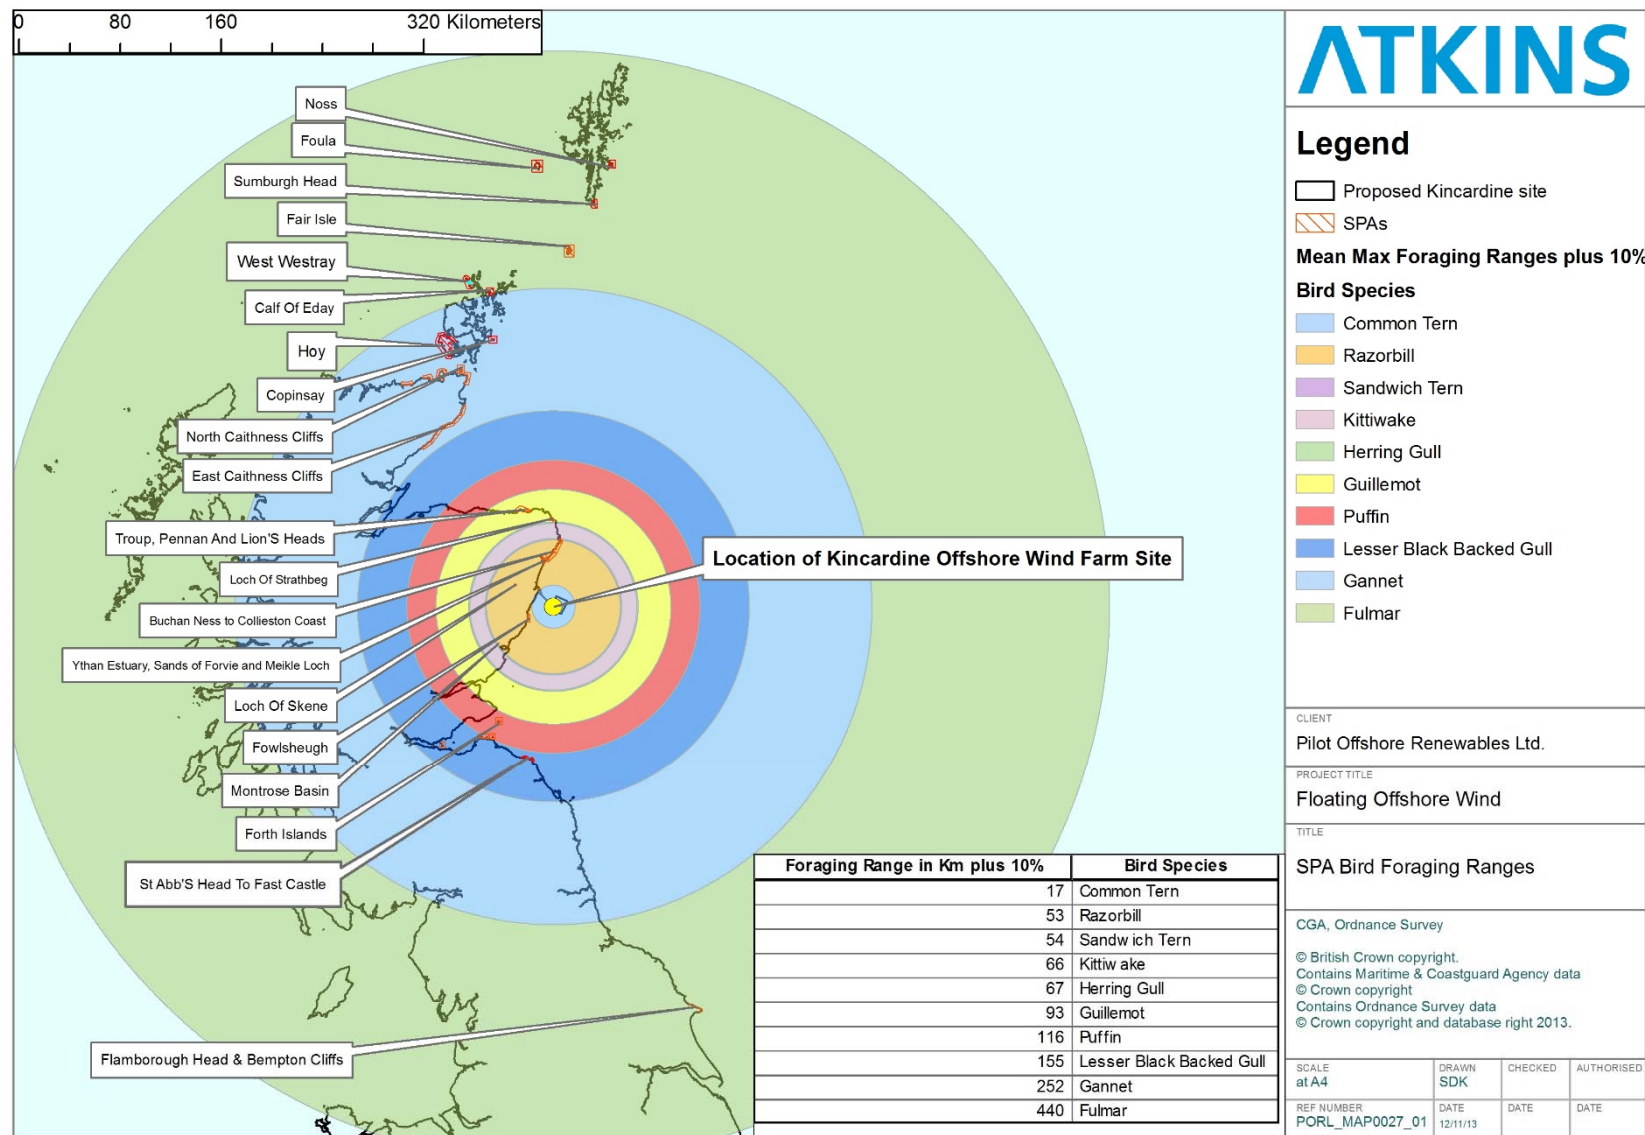 0 80 160 320 Kilometers
Noss
Foula
Sumburgh Head
Fair Isle
West Westray
Calf Of Eday
Hoy
Copinsay
North Caithness Cliffs
East Caithness Cliffs
Troup, Pennan And Lion'S Heads
Loch Of Strathbeg
Buchan Ness to Collieston Coast
Ythan Estuary, Sands of Forvie and Meikle Loch
Loch Of Skene
Fowlsheugh
Montrose Basin
Forth Islands
St Abb'S Head To Fast Castle
Flamborough Head & Bempton Cliffs
Location of Kincardine Offshore Wind Farm Site
Foraging Range in Km plus 10% Bird Species
17 Common Tern
53 Razorbill
54 Sandwich Tern
66 Kittiwake
67 Herring Gull
93 Guillemot
116 Puffin
155 Lesser Black Backed Gull
252 Gannet
440 Fulmar
ATKINS
Legend
Proposed Kincardine site
SPAs
Mean Max Foraging Ranges plus 10%
Bird Species
Common Tern
Razorbill
Sandwich Tern
Kittiwake
Herring Gull
Guillemot
Puffin
Lesser Black Backed Gull
Gannet
Fulmar
CLIENT
Pilot Offshore Renewables Ltd.
PROJECT TITLE
Floating Offshore Wind
TITLE
SPA Bird Foraging Ranges
CGA, Ordnance Survey
© British Crown copyright.
Contains Maritime & Coastguard Agency data
© Crown copyright
Contains Ordnance Survey data
© Crown copyright and database right 2013.
SCALE DRAWN CHECKED AUTHORISED
at A4 SDK
REF NUMBER DATE DATE DATE
PORL_MAP0027_01 12/11/13